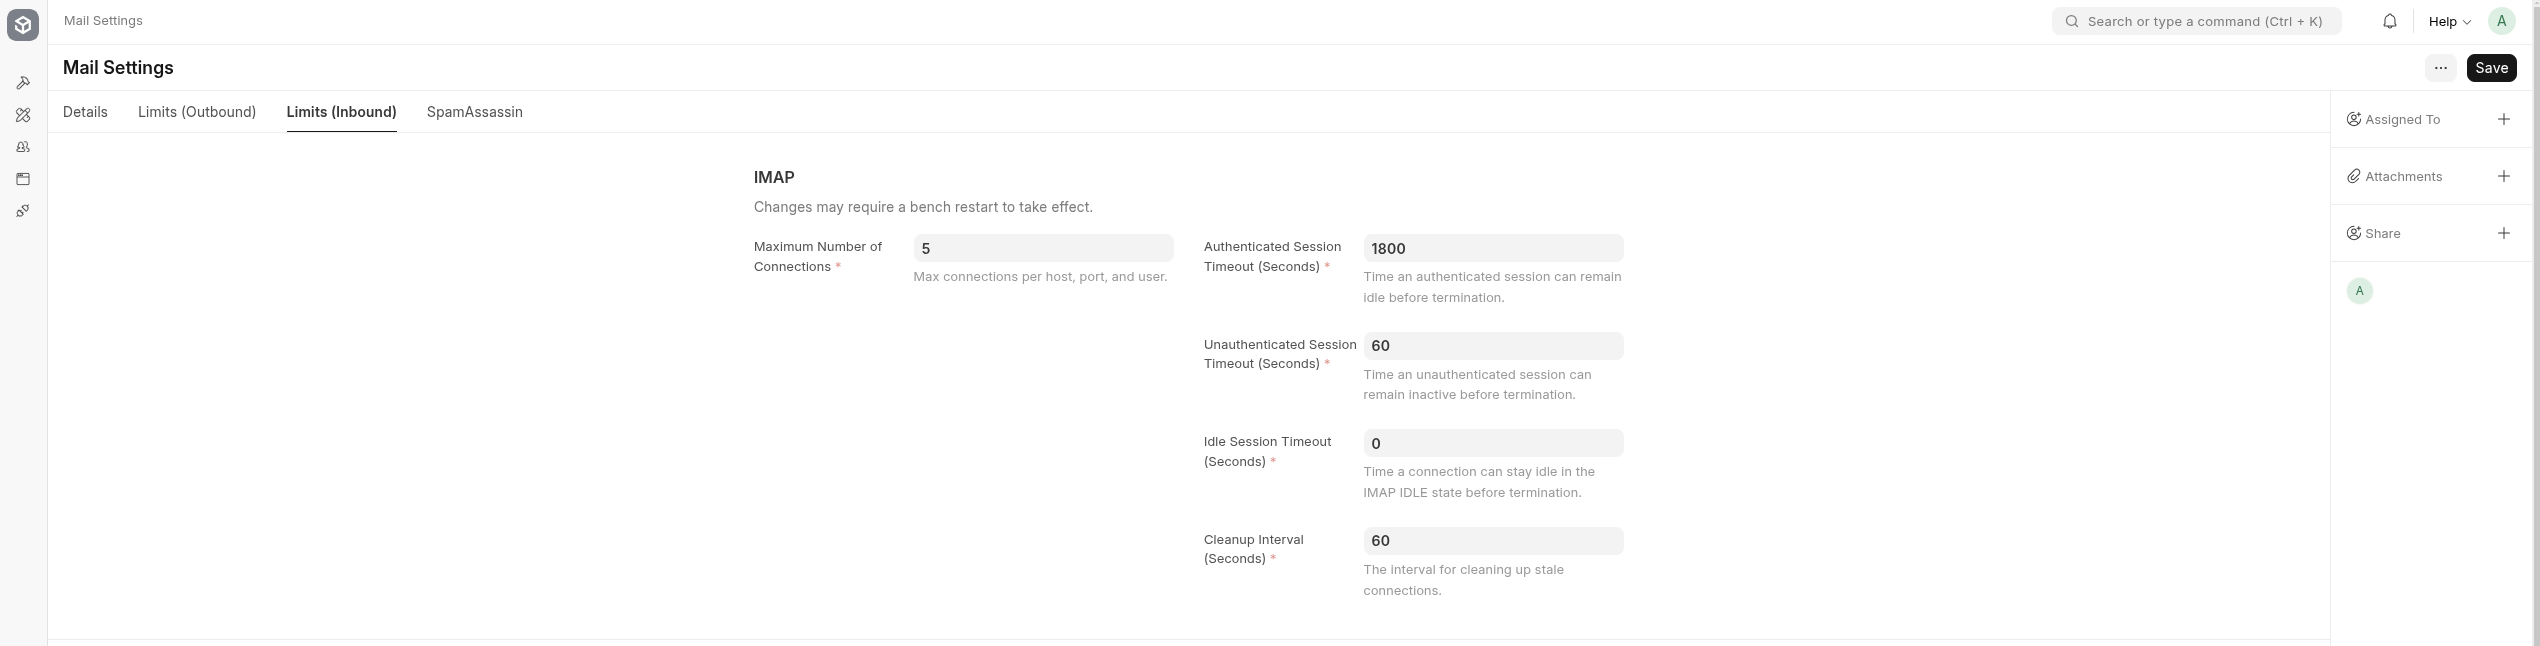 Mail Settings
Search or type a command (Ctrl + K)
Help
A
Mail Settings
···
Save
Details
Limits (Outbound)
Limits (Inbound)
SpamAssassin
IMAP
Changes may require a bench restart to take effect.
Maximum Number of
Connections *
5
Max connections per host, port, and user.
Authenticated Session
Timeout (Seconds) *
1800
Time an authenticated session can remain
idle before termination.
Unauthenticated Session
Timeout (Seconds) *
60
Time an unauthenticated session can
remain inactive before termination.
Idle Session Timeout
(Seconds) *
0
Time a connection can stay idle in the
IMAP IDLE state before termination.
Cleanup Interval
(Seconds) *
60
The interval for cleaning up stale
connections.
Assigned To
Attachments
Share
A